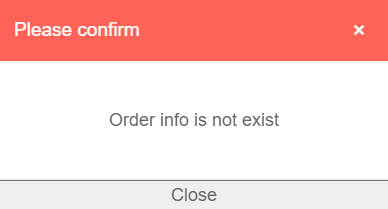 Please confirm ×
Order info is not exist
Close